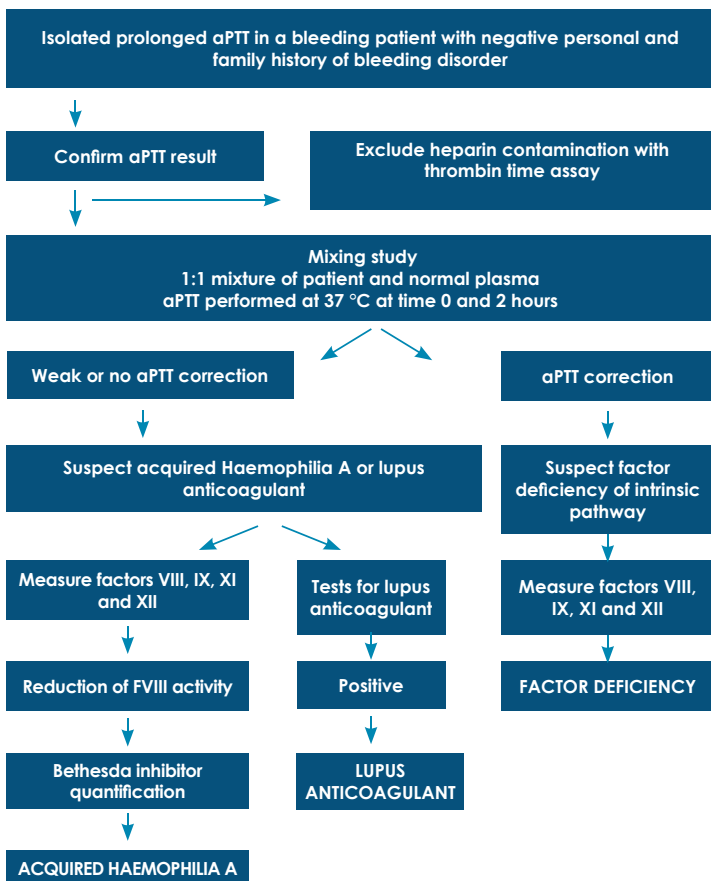 Isolated prolonged aPTT in a bleeding patient with negative personal and
family history of bleeding disorder
Confirm aPTT result
Exclude heparin contamination with
thrombin time assay
Mixing study
1:1 mixture of patient and normal plasma
aPTT performed at 37 °C at time 0 and 2 hours
Weak or no aPTT correction
aPTT correction
Suspect acquired Haemophilia A or lupus
anticoagulant
Suspect factor
deficiency of intrinsic
pathway
Measure factors VIII, IX, XI
and XII
Tests for lupus
anticoagulant
Measure factors VIII,
IX, XI and XII
Reduction of FVIII activity
Positive
FACTOR DEFICIENCY
Bethesda inhibitor
quantification
LUPUS
ANTICOAGULANT
ACQUIRED HAEMOPHILIA A